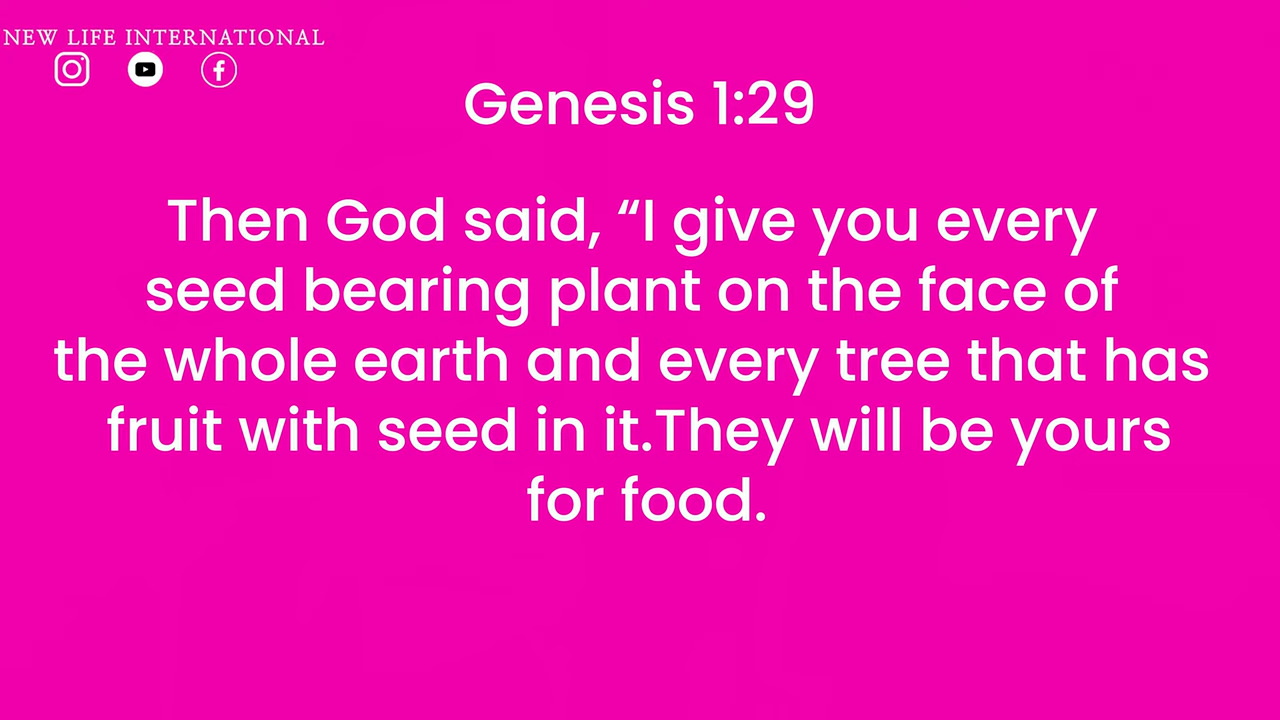 NEW LIFE INTERNATIONAL
Genesis 1:29
Then God said, “I give you every
seed bearing plant on the face of
the whole earth and every tree that has
fruit with seed in it.They will be yours
for food.